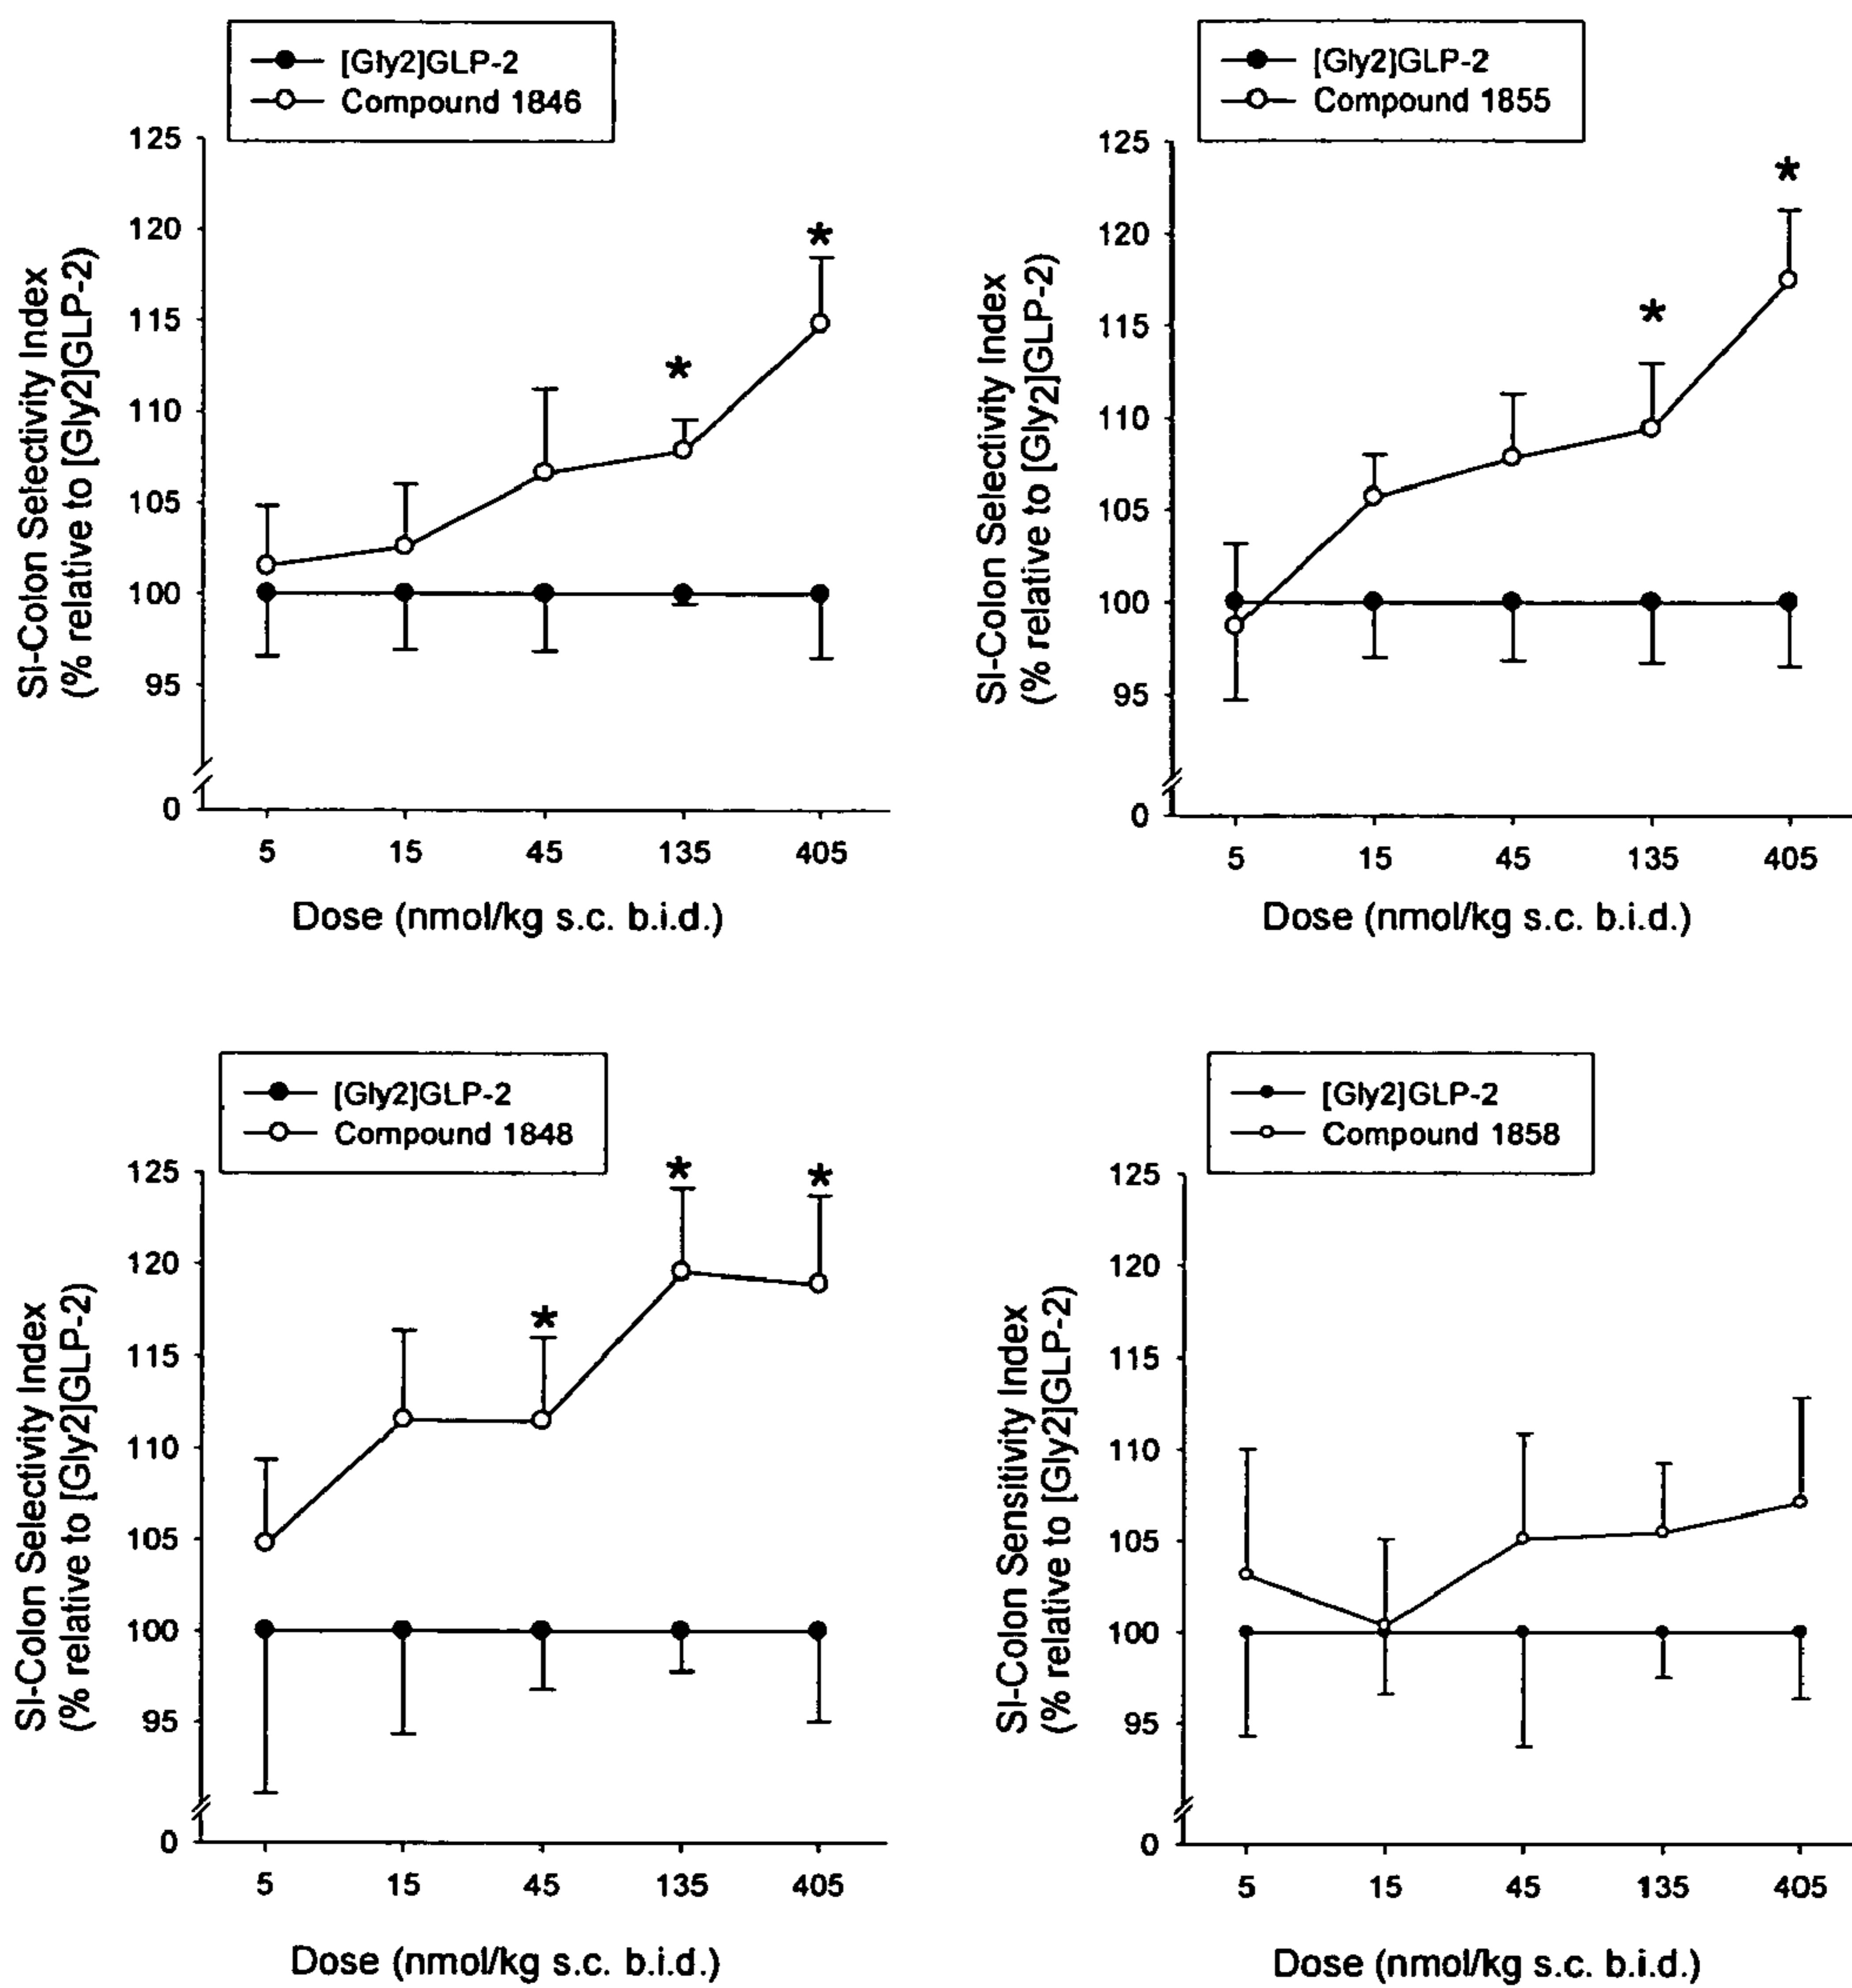 [Gly2]GLP-2
Compound 1846
125
120
115
110
105
100
95
0
SI-Colon Selectivity Index
(% relative to [Gly2]GLP-2)
*
*
5 15 45 135 405
Dose (nmol/kg s.c. b.i.d.)
[Gly2]GLP-2
Compound 1855
125
120
115
110
105
100
95
0
SI-Colon Selectivity Index
(% relative to [Gly2]GLP-2)
*
*
5 15 45 135 405
Dose (nmol/kg s.c. b.i.d.)
[Gly2]GLP-2
Compound 1848
125
120
115
110
105
100
95
0
SI-Colon Selectivity Index
(% relative to [Gly2]GLP-2)
*
*
*
5 15 45 135 405
Dose (nmol/kg s.c. b.i.d.)
[Gly2]GLP-2
Compound 1858
125
120
115
110
105
100
95
0
SI-Colon Sensitivity Index
(% relative to [Gly2]GLP-2)
5 15 45 135 405
Dose (nmol/kg s.c. b.i.d.)